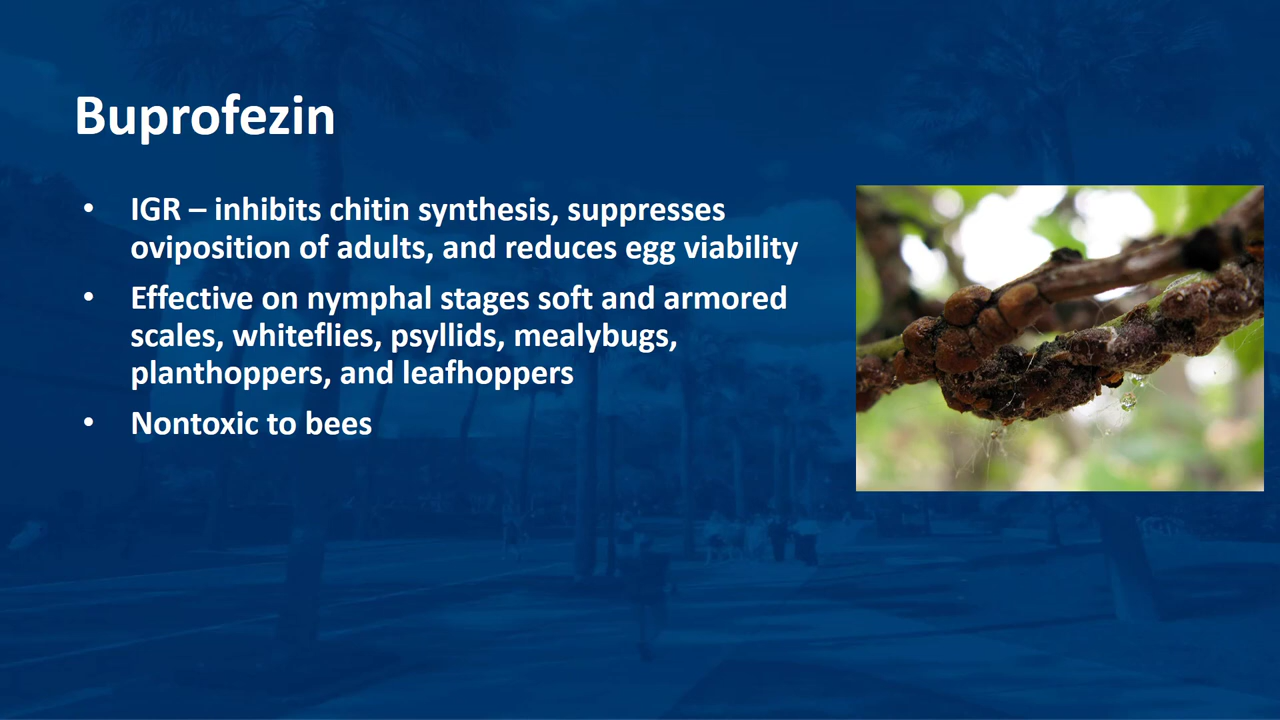 Buprofezin
• IGR – inhibits chitin synthesis, suppresses
oviposition of adults, and reduces egg viability
• Effective on nymphal stages soft and armored
scales, whiteflies, psyllids, mealybugs,
planthoppers, and leafhoppers
• Nontoxic to bees